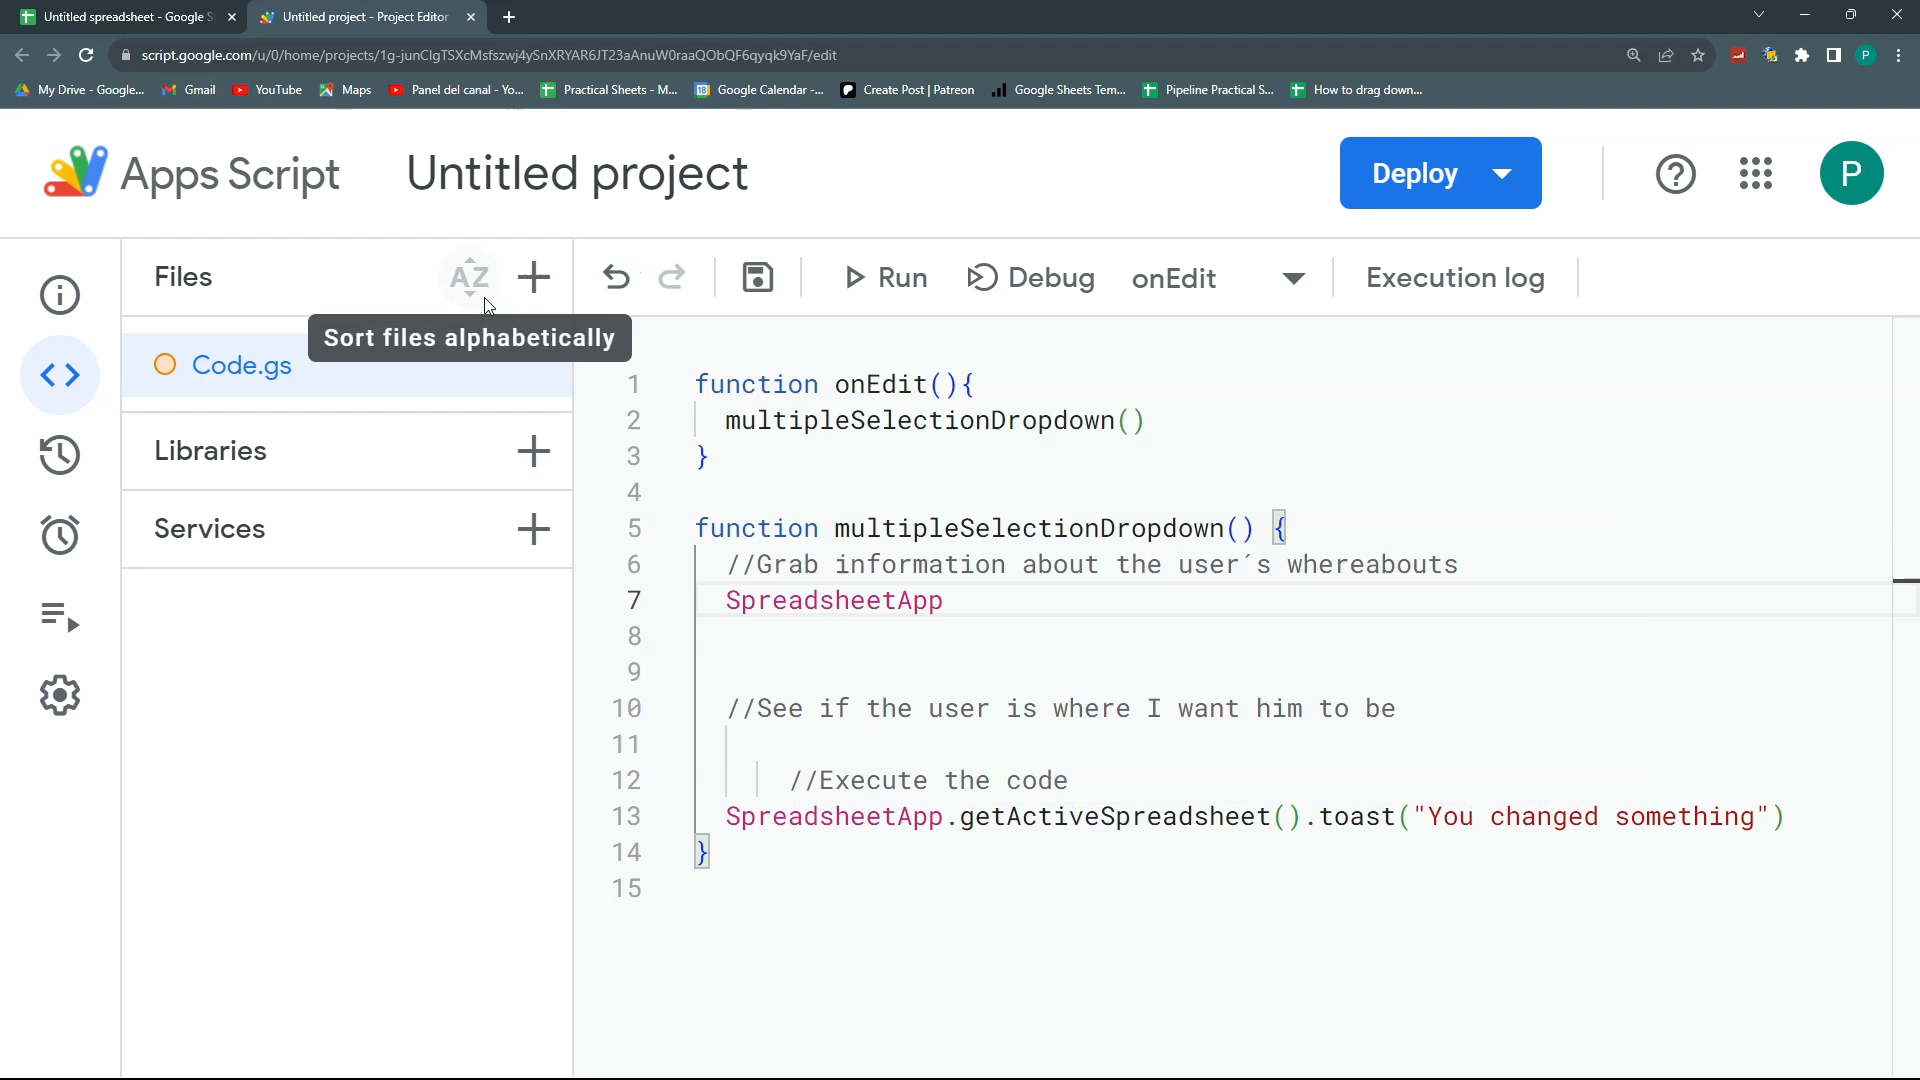 Untitled spreadsheet - Google S
Untitled project - Project Editor
script.google.com/u/0/home/projects/1g-junClgTSXcMsfszwj4ySnXRYAR6JT23aAnuW0raaQObQF6qyqk9YaF/edit
P
My Drive - Google...
Gmail
YouTube
Maps
Panel del canal - Yo...
Practical Sheets - M...
18
Google Calendar -...
Create Post | Patreon
Google Sheets Tem...
Pipeline Practical S...
How to drag down...
Apps Script
Untitled project
Deploy
P
Files
AZ
Run
Debug
onEdit
Execution log
Sort files alphabetically
Code.gs
Libraries
Services
1 function onEdit(){
2 multipleSelectionDropdown()
3 }
4
5 function multipleSelectionDropdown() {
6 //Grab information about the user´s whereabouts
7 SpreadsheetApp
8
9
10 //See if the user is where I want him to be
11
12 //Execute the code
13 SpreadsheetApp.getActiveSpreadsheet().toast("You changed something")
14 }
15